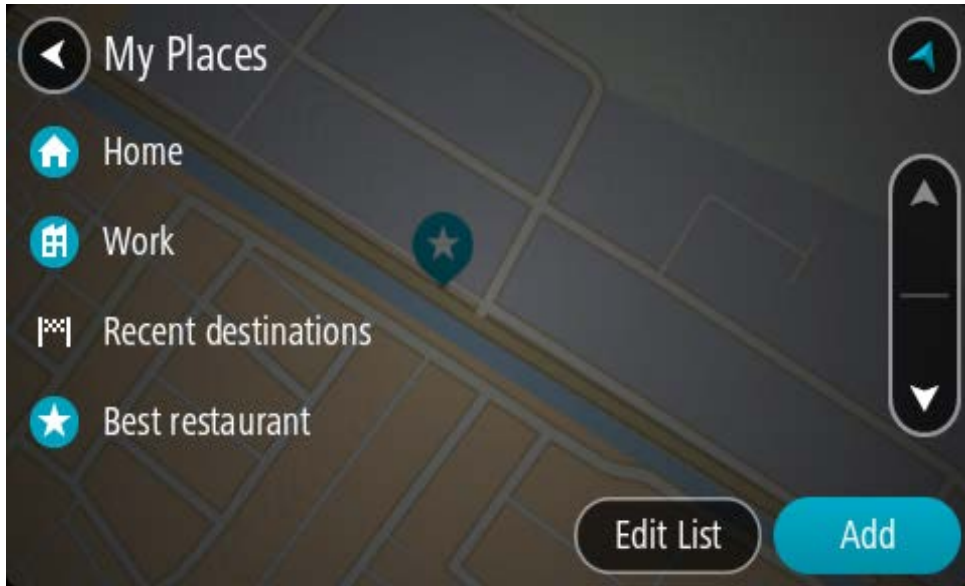 My Places
Home
Work
Recent destinations
Best restaurant
Edit List
Add